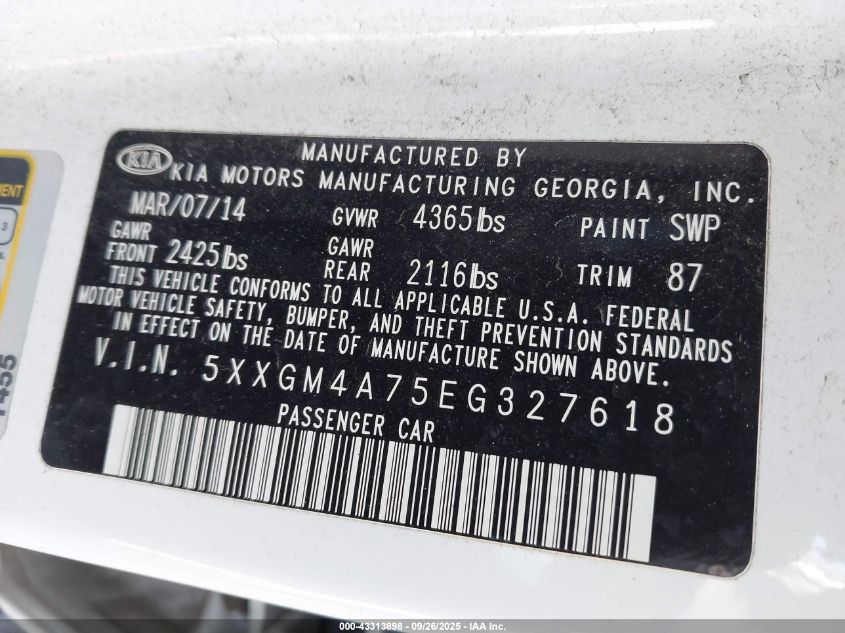 KIA
MANUFACTURED BY
KIA MOTORS MANUFACTURING GEORGIA, INC.
MAR/07/14 GVWR 4365lbs PAINT SWP
GAWR FRONT 2425lbs GAWR REAR 2116lbs TRIM 87
THIS VEHICLE CONFORMS TO ALL APPLICABLE U.S.A. FEDERAL
MOTOR VEHICLE SAFETY, BUMPER, AND THEFT PREVENTION STANDARDS
IN EFFECT ON THE DATE OF MANUFACTURE SHOWN ABOVE.
V.I.N. 5XXGM4A75EG327618
PASSENGER CAR
3
1455
000-43313898 - 09/26/2025 - IAA Inc.